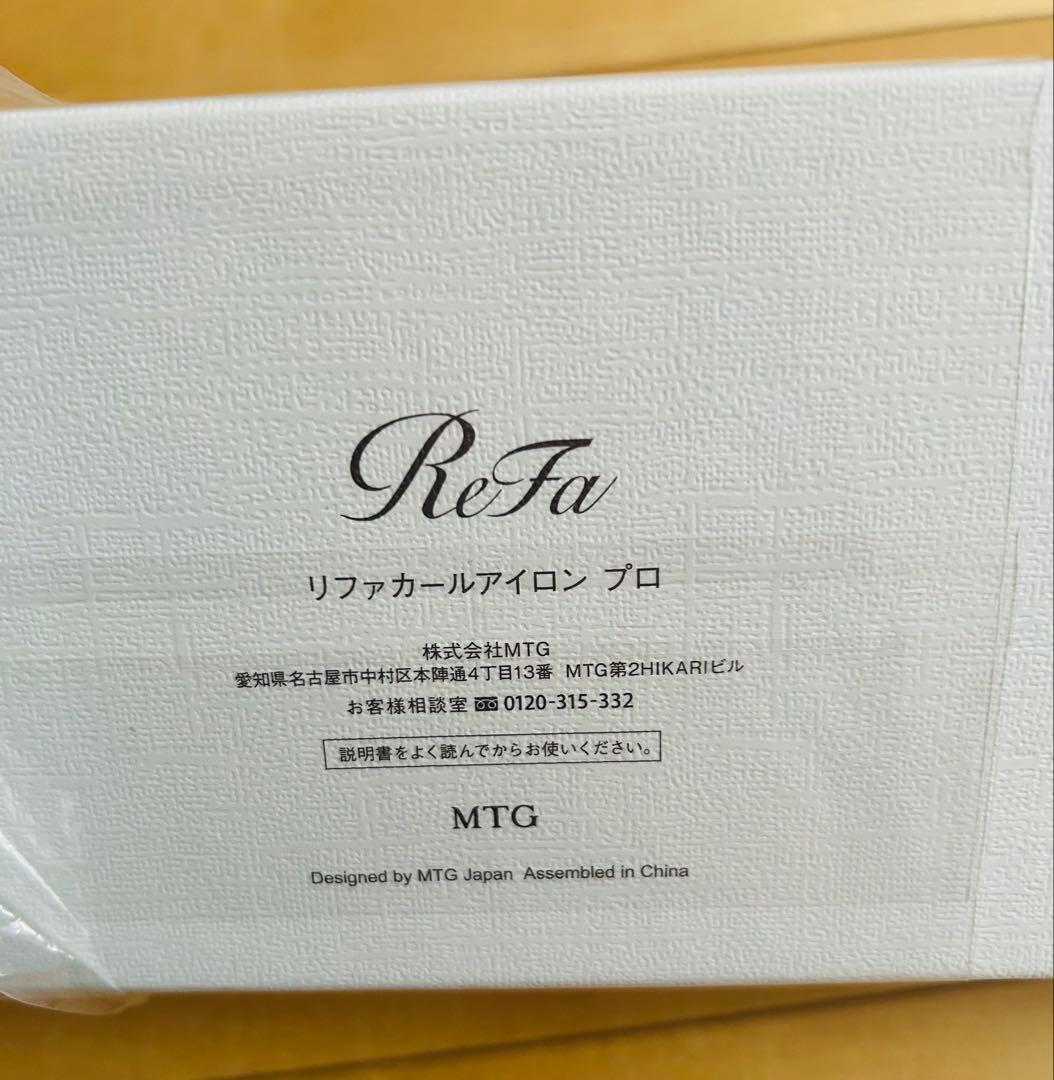 ReFa
リファカールアイロン プロ
株式会社MTG
愛知県名古屋市中村区本陣通4丁目13番 MTG第2HIKARIビル
お客様相談室 0120-315-332
説明書をよく読んでからお使いください。
MTG
Designed by MTG Japan Assembled in China